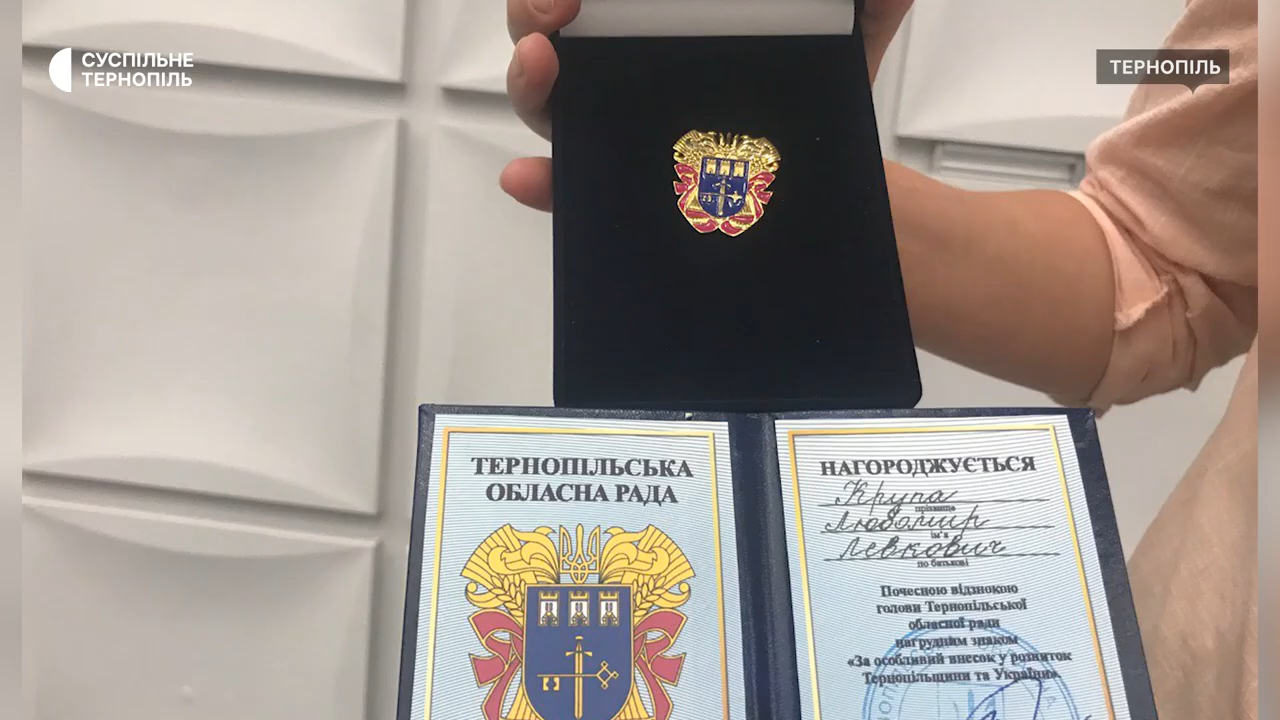 СУСПІЛЬНЕ
ТЕРНОПІЛЬ
ТЕРНОПІЛЬ
ТЕРНОПІЛЬСЬКА
ОБЛАСНА РАДА
НАГОРОДЖУЄТЬСЯ
Крупа
прізвище
Любомир
ім'я
Левкович
по батькові
Почесною відзнакою
голови Тернопільської
обласної ради
нагрудним знаком
«За особливий внесок у розвиток
Тернопільщини та України».